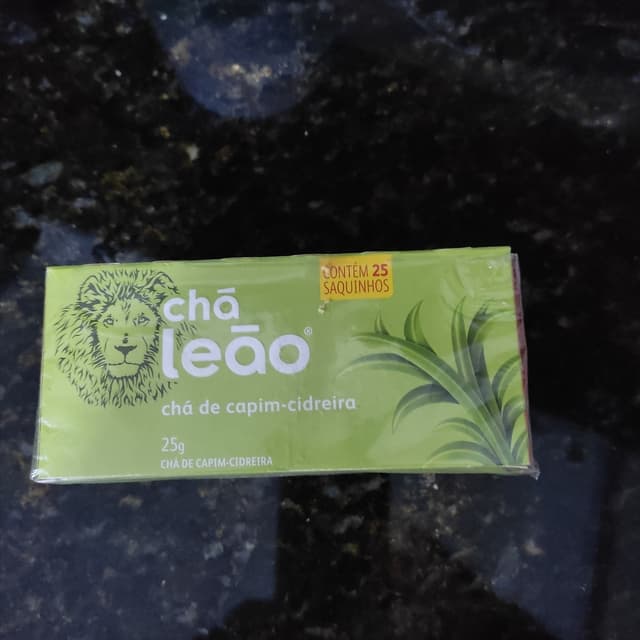 CONTÉM 25
SAQUINHOS
chá
leão®
chá de capim-cidreira
25g
CHÁ DE CAPIM-CIDREIRA